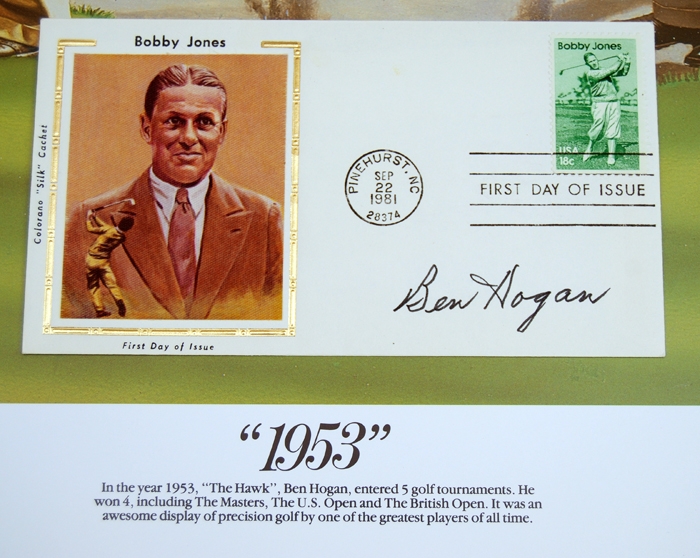 Bobby Jones
Colorano "Silk" Cachet
First Day of Issue
Bobby Jones
USA
18c
PINEHURST, NC
SEP
22
1981
28374
FIRST DAY OF ISSUE
Ben Hogan
"1953"
In the year 1953, "The Hawk", Ben Hogan, entered 5 golf tournaments. He
won 4, including The Masters, The U.S. Open and The British Open. It was an
awesome display of precision golf by one of the greatest players of all time.